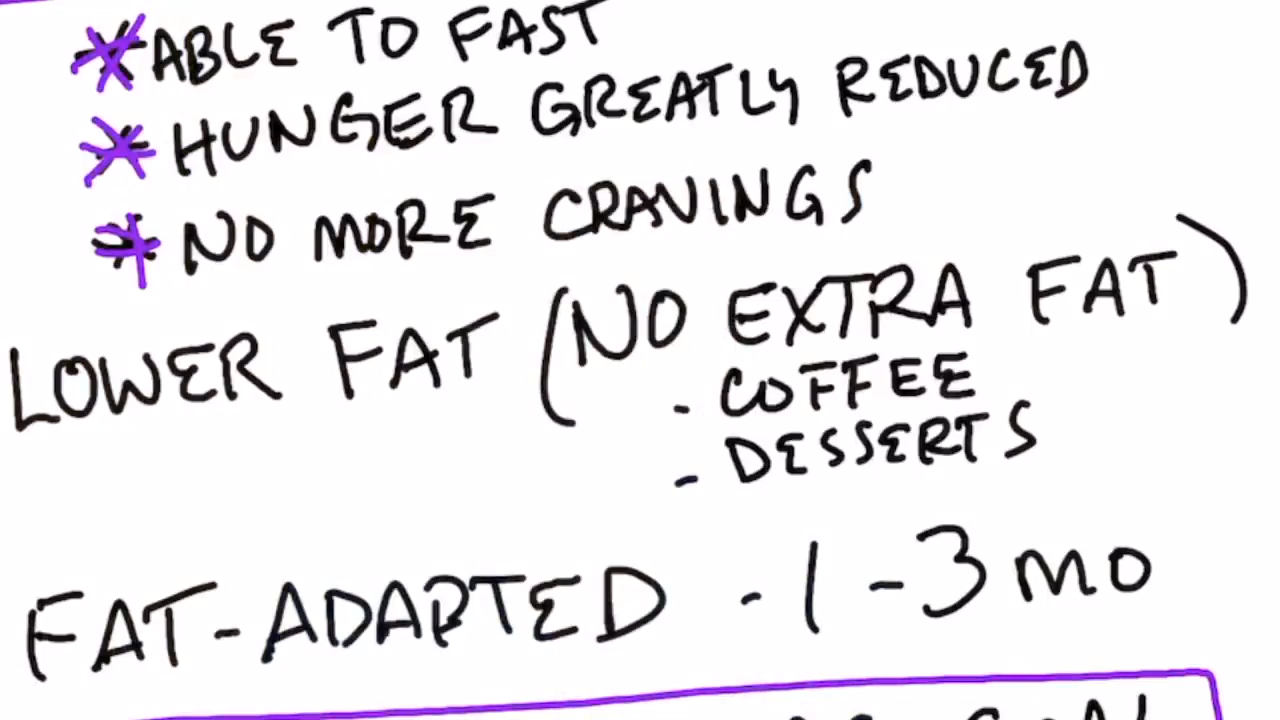 * ABLE TO FAST
* HUNGER GREATLY REDUCED
* NO MORE CRAVINGS
LOWER FAT (NO EXTRA FAT)
- COFFEE
- DESSERTS
FAT-ADAPTED - 1-3 mo